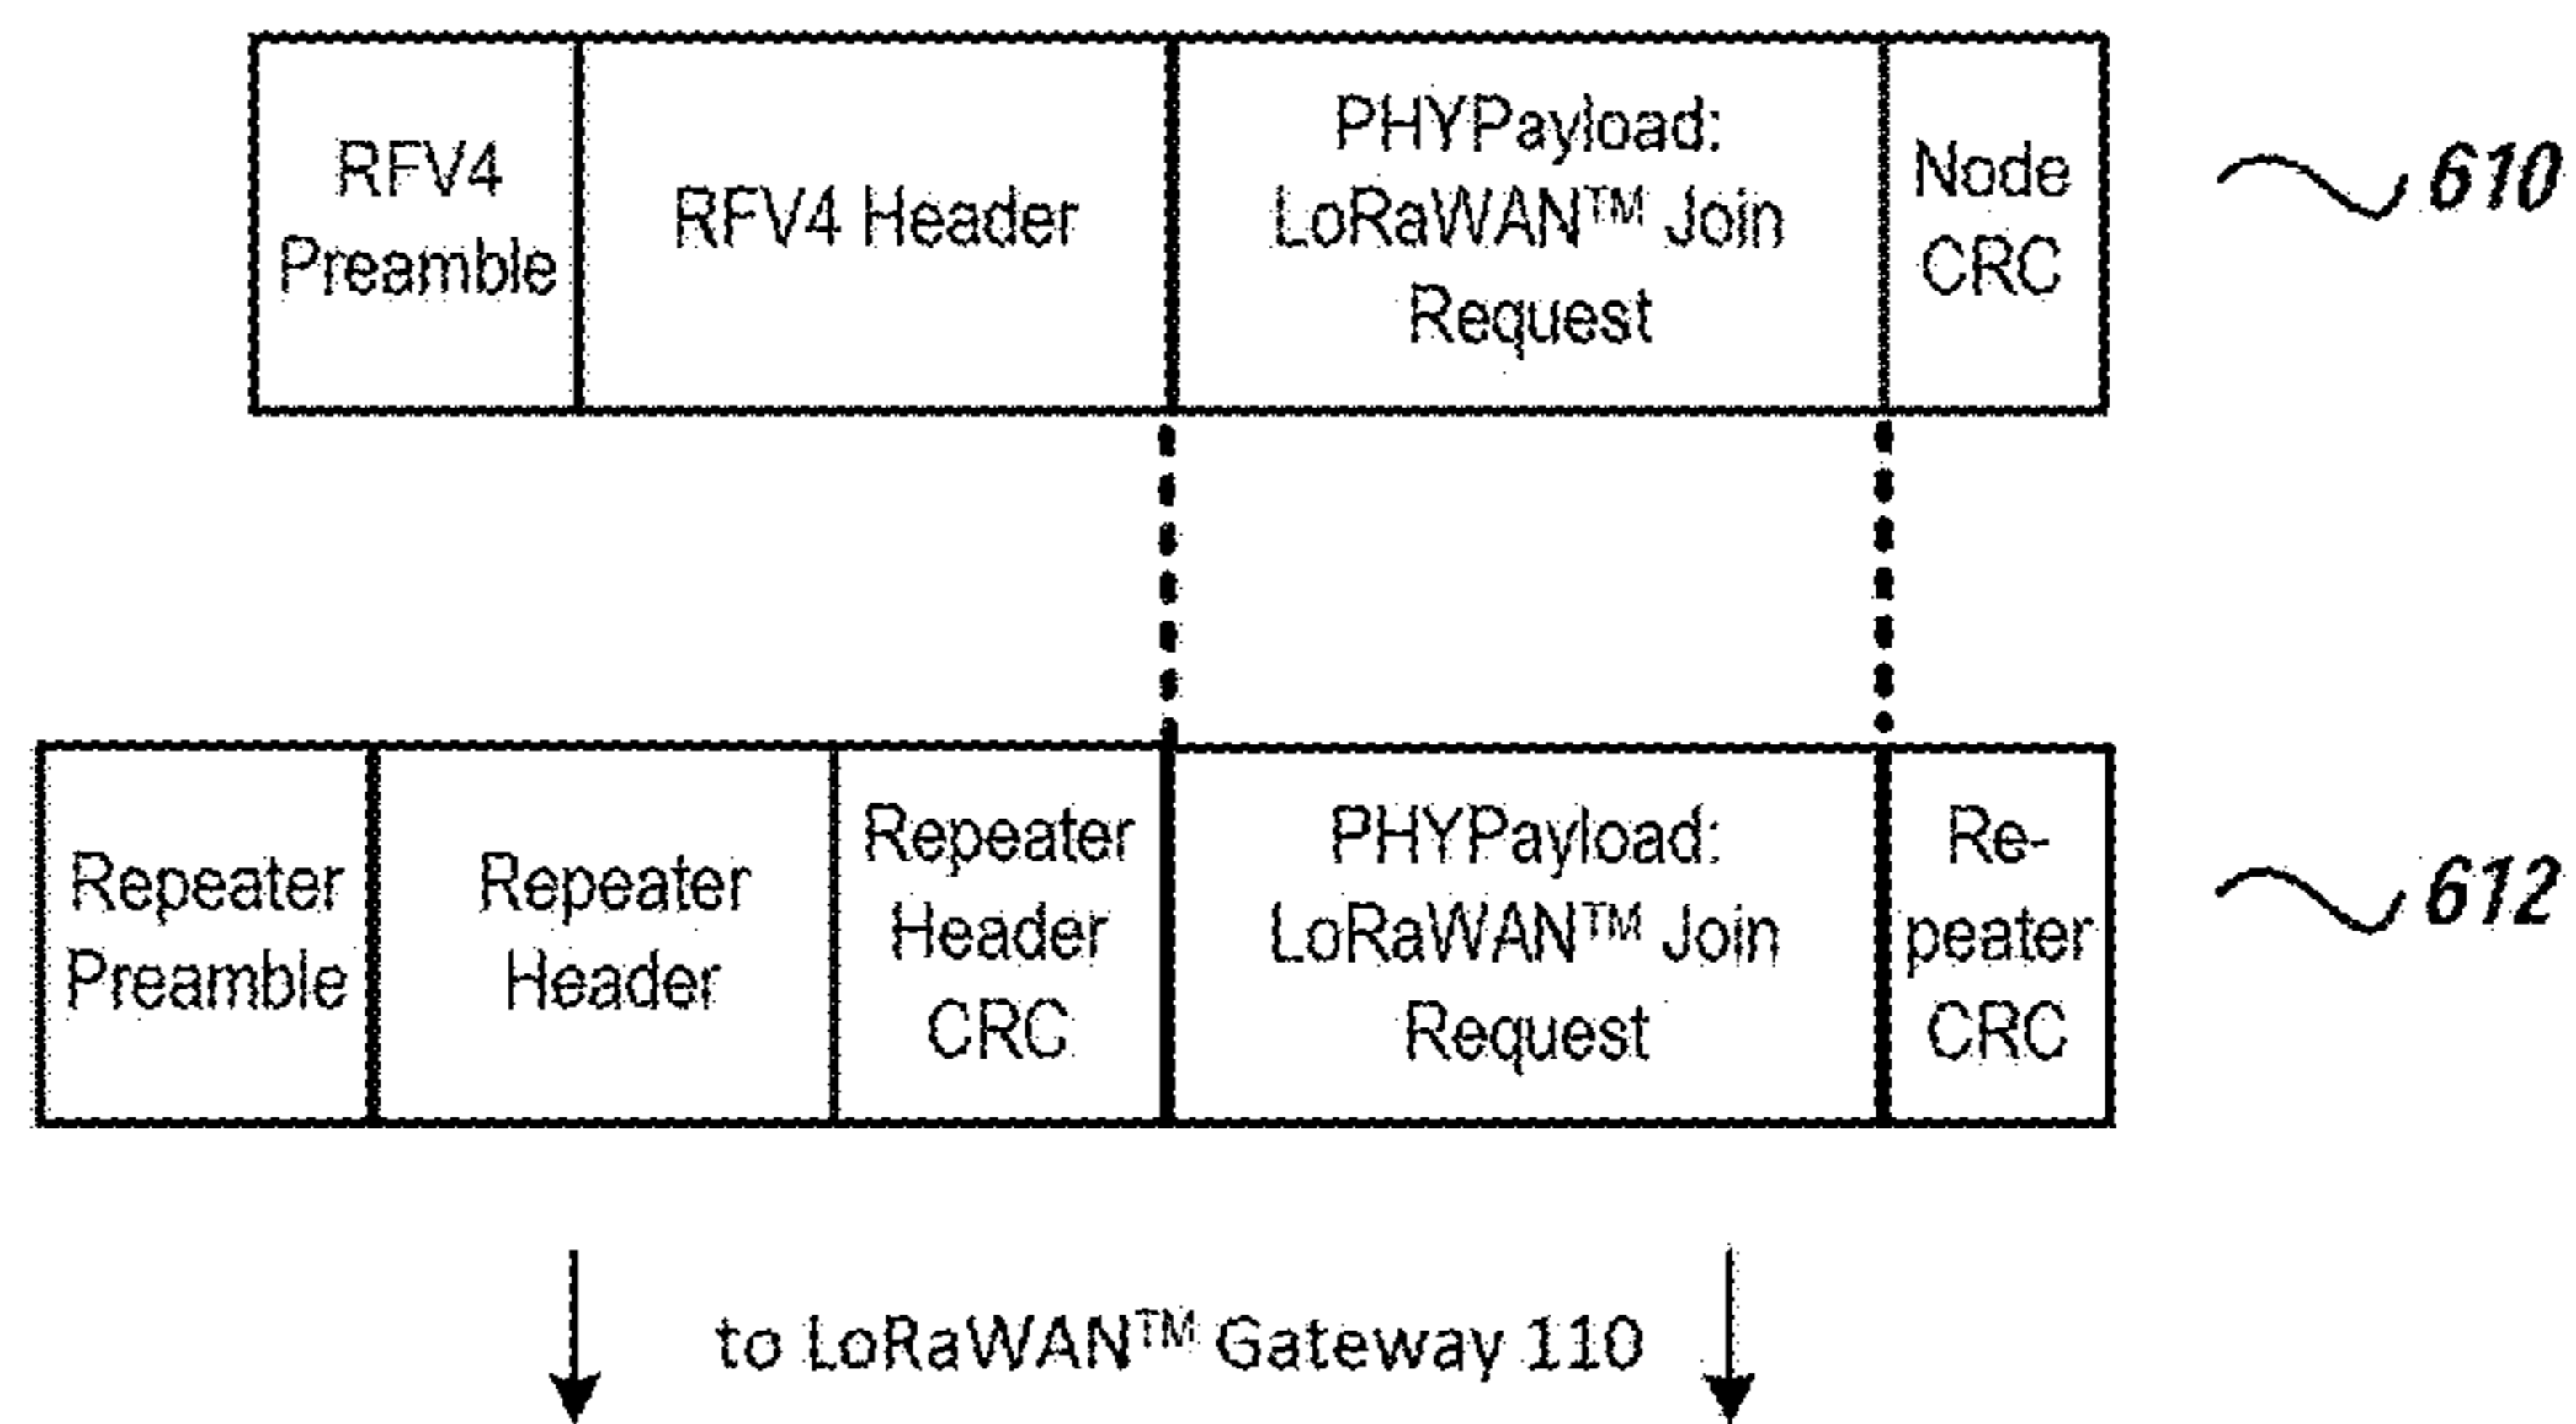 RFV4
Preamble
RFV4 Header
PHYPayload:
LoRaWAN™ Join
Request
Node
CRC
610
Repeater
Preamble
Repeater
Header
Repeater
Header
CRC
PHYPayload:
LoRaWAN™ Join
Request
Re-
peater
CRC
612
to LoRaWAN™ Gateway 110